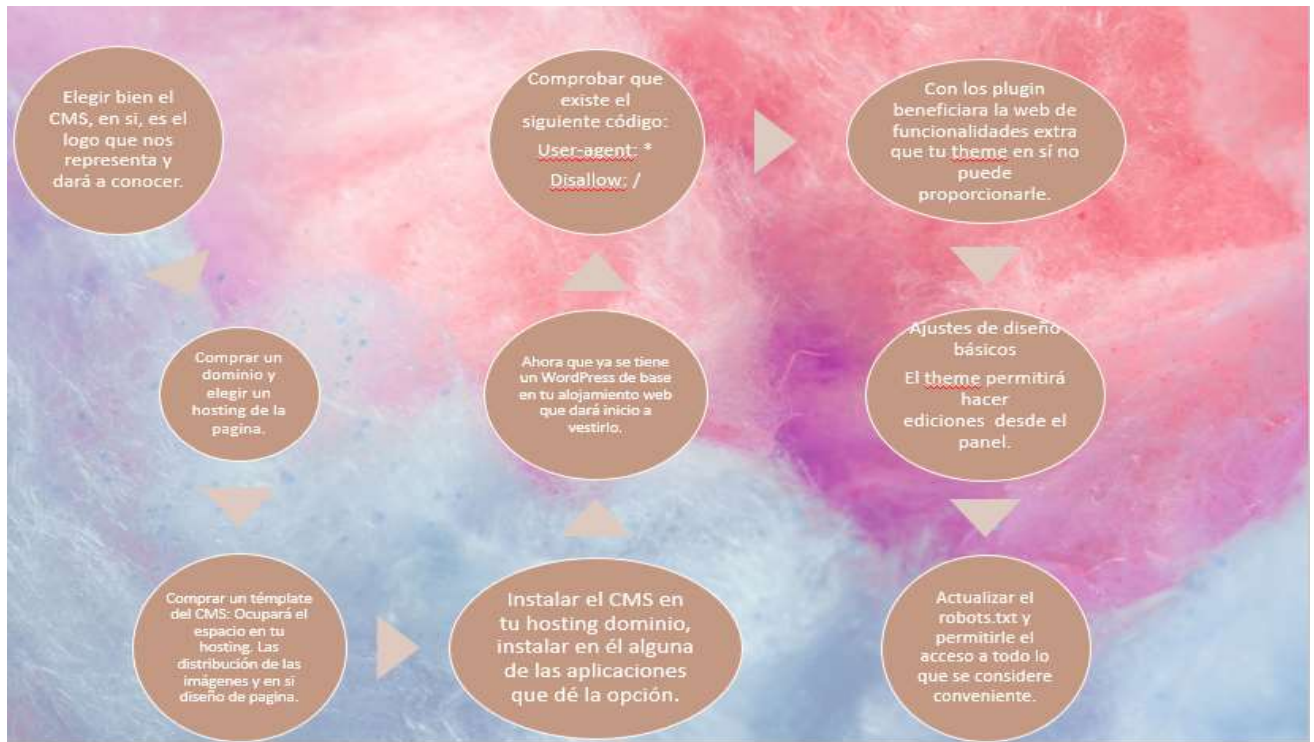 Elegir bien el
CMS, en si, es el
logo que nos
representa y
dará a conocer.
Comprar un
dominio y
elegir un
hosting de la
pagina.
Comprar un témplate
del CMS: Ocupará el
espacio en tu
hosting. Las
distribución de las
imágenes y en si
diseño de pagina.
Instalar el CMS en
tu hosting dominio,
instalar en él alguna
de las aplicaciones
que dé la opción.
Ahora que ya se tiene
un WordPress de base
en tu alojamiento web
que dará inicio a
vestirlo.
Comprobar que
existe el
siguiente código:
User-agent: *
Disallow: /
Con los plugin
beneficiara la web de
funcionalidades extra
que tu theme en sí no
puede
proporcionarle.
Ajustes de diseño
básicos
El theme permitirá
hacer
ediciones desde el
panel.
Actualizar el
robots.txt y
permitirle el
acceso a todo lo
que se considere
conveniente.